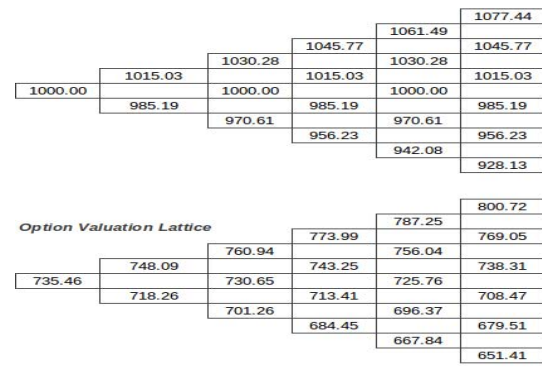 1077.44
1061.49
1045.77 1045.77
1030.28 1030.28
1015.03 1015.03 1015.03
1000.00 1000.00 1000.00
985.19 985.19 985.19
970.61 970.61
956.23 956.23
942.08
928.13
800.72
787.25
Option Valuation Lattice
773.99 769.05
760.94 756.04
748.09 743.25 738.31
735.46 730.65 725.76
718.26 713.41 708.47
701.26 696.37
684.45 679.51
667.84
651.41